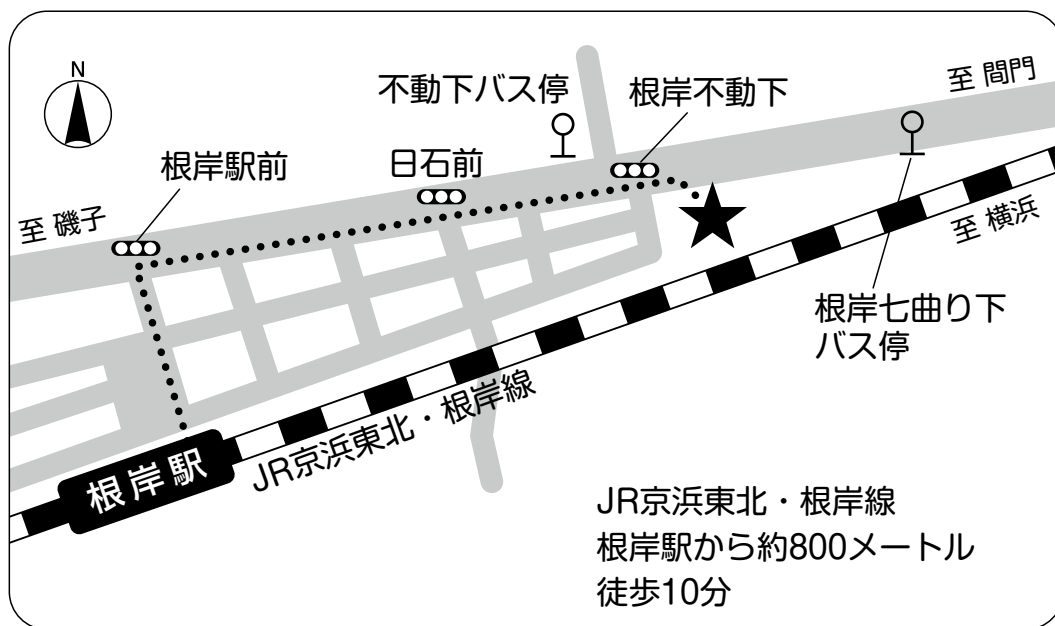 N
不動下バス停
根岸不動下
至 間門
根岸駅前
日石前
至 磯子
至 横浜
根岸七曲り下
バス停
JR京浜東北・根岸線
根岸駅
JR京浜東北・根岸線
根岸駅から約800メートル
徒歩10分